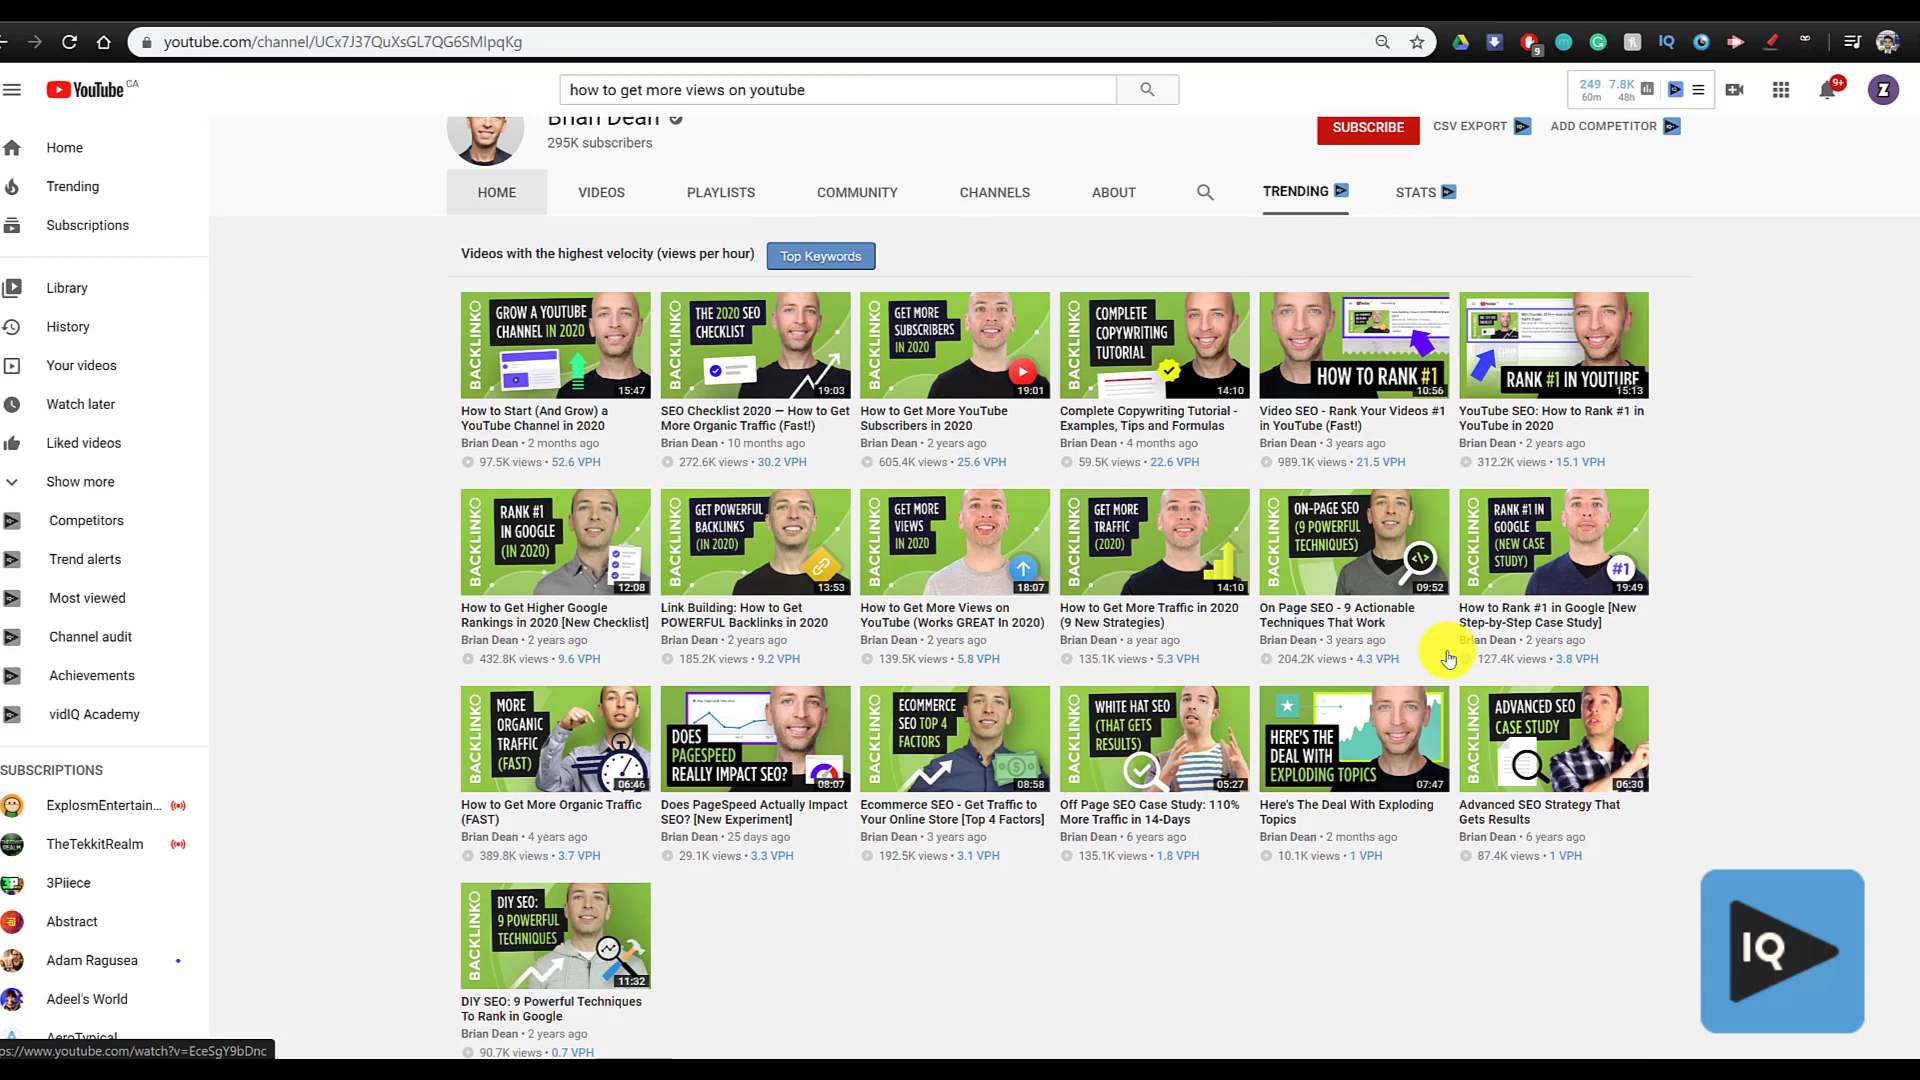 youtube.com/channel/UCx7J37QuXsGL7QG6SMIpqKg
9
YouTube CA
how to get more views on youtube
249 7.8K
60m 48h
9+
Z
Brian Dean
295K subscribers
SUBSCRIBE
CSV EXPORT
ADD COMPETITOR
HOME
VIDEOS
PLAYLISTS
COMMUNITY
CHANNELS
ABOUT
TRENDING
STATS
Home
Trending
Subscriptions
Library
History
Your videos
Watch later
Liked videos
Show more
Competitors
Trend alerts
Most viewed
Channel audit
Achievements
vidIQ Academy
SUBSCRIPTIONS
ExplosmEntertain...
TheTekkitRealm
3Piiece
Abstract
Adam Ragusea
Adeel's World
AeroTypical
Videos with the highest velocity (views per hour)
Top Keywords
BACKLINKO
GROW A YOUTUBE
CHANNEL IN 2020
15:47
How to Start (And Grow) a
YouTube Channel in 2020
Brian Dean • 2 months ago
97.5K views • 52.6 VPH
BACKLINKO
THE 2020 SEO
CHECKLIST
19:03
SEO Checklist 2020 — How to Get
More Organic Traffic (Fast!)
Brian Dean • 10 months ago
272.6K views • 30.2 VPH
BACKLINKO
GET MORE
SUBSCRIBERS
IN 2020
19:01
How to Get More YouTube
Subscribers in 2020
Brian Dean • 2 years ago
605.4K views • 25.6 VPH
BACKLINKO
COMPLETE
COPYWRITING
TUTORIAL
14:10
Complete Copywriting Tutorial -
Examples, Tips and Formulas
Brian Dean • 4 months ago
59.5K views • 22.6 VPH
HOW TO RANK #1
10:56
Video SEO - Rank Your Videos #1
in YouTube (Fast!)
Brian Dean • 3 years ago
989.1K views • 21.5 VPH
RANK #1 IN YOUTUBE
15:13
YouTube SEO: How to Rank #1 in
YouTube in 2020
Brian Dean • 2 years ago
312.2K views • 15.1 VPH
BACKLINKO
RANK #1
IN GOOGLE
(IN 2020)
12:08
How to Get Higher Google
Rankings in 2020 [New Checklist]
Brian Dean • 2 years ago
432.8K views • 9.6 VPH
BACKLINKO
GET POWERFUL
BACKLINKS
(IN 2020)
13:53
Link Building: How to Get
POWERFUL Backlinks in 2020
Brian Dean • 2 years ago
185.2K views • 9.2 VPH
BACKLINKO
GET MORE
VIEWS
IN 2020
18:07
How to Get More Views on
YouTube (Works GREAT In 2020)
Brian Dean • 2 years ago
139.5K views • 5.8 VPH
BACKLINKO
GET MORE
TRAFFIC
(2020)
14:10
How to Get More Traffic in 2020
(9 New Strategies)
Brian Dean • a year ago
135.1K views • 5.3 VPH
BACKLINKO
ON-PAGE SEO
(9 POWERFUL
TECHNIQUES)
09:52
On Page SEO - 9 Actionable
Techniques That Work
Brian Dean • 3 years ago
204.2K views • 4.3 VPH
BACKLINKO
RANK #1 IN
GOOGLE
(NEW CASE
STUDY)
#1
19:49
How to Rank #1 in Google [New
Step-by-Step Case Study]
Brian Dean • 2 years ago
127.4K views • 3.8 VPH
BACKLINKO
MORE
ORGANIC
TRAFFIC
(FAST)
06:46
How to Get More Organic Traffic
(FAST)
Brian Dean • 4 years ago
389.8K views • 3.7 VPH
DOES
PAGESPEED
REALLY IMPACT SEO?
08:07
Does PageSpeed Actually Impact
SEO? [New Experiment]
Brian Dean • 25 days ago
29.1K views • 3.3 VPH
BACKLINKO
ECOMMERCE
SEO TOP 4
FACTORS
08:58
Ecommerce SEO - Get Traffic to
Your Online Store [Top 4 Factors]
Brian Dean • 3 years ago
192.5K views • 3.1 VPH
BACKLINKO
WHITE HAT SEO
(THAT GETS
RESULTS)
05:27
Off Page SEO Case Study: 110%
More Traffic in 14-Days
Brian Dean • 6 years ago
135.1K views • 1.8 VPH
HERE'S THE
DEAL WITH
EXPLODING TOPICS
07:47
Here's The Deal With Exploding
Topics
Brian Dean • 2 months ago
10.1K views • 1 VPH
BACKLINKO
ADVANCED SEO
CASE STUDY
06:30
Advanced SEO Strategy That
Gets Results
Brian Dean • 6 years ago
87.4K views • 1 VPH
BACKLINKO
DIY SEO:
9 POWERFUL
TECHNIQUES
11:32
DIY SEO: 9 Powerful Techniques
To Rank in Google
Brian Dean • 2 years ago
90.7K views • 0.7 VPH
IQ
ps://www.youtube.com/watch?v=EceSgY9bDnc